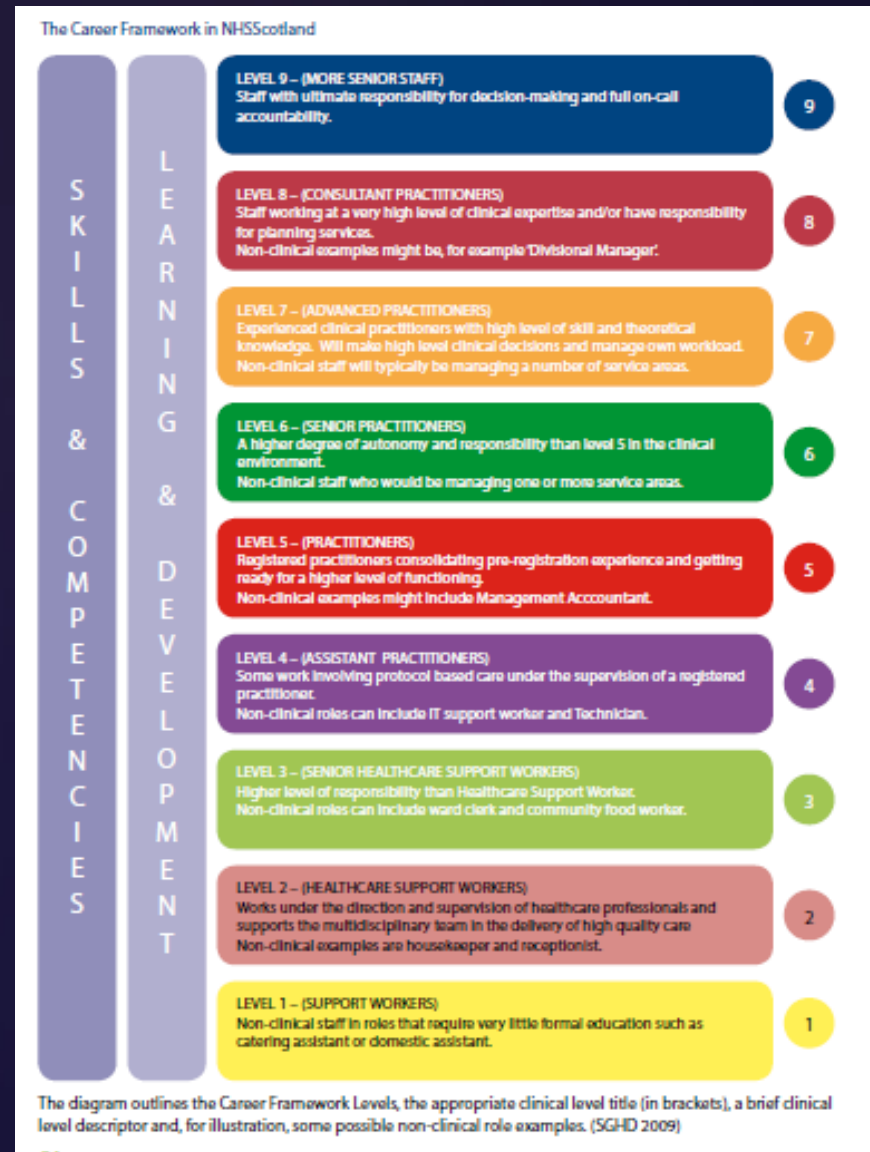 The Career Framework in NHSScotland
SKILLS & COMPETENCIES
LEARNING & DEVELOPMENT
LEVEL 9 – (MORE SENIOR STAFF)
Staff with ultimate responsibility for decision-making and full on-call
accountability.
9
LEVEL 8 – (CONSULTANT PRACTITIONERS)
Staff working at a very high level of clinical expertise and/or have responsibility
for planning services.
Non-clinical examples might be, for example 'Divisional Manager'.
8
LEVEL 7 – (ADVANCED PRACTITIONERS)
Experienced clinical practitioners with high level of skill and theoretical
knowledge. Will make high level clinical decisions and manage own workload.
Non-clinical staff will typically be managing a number of service areas.
7
LEVEL 6 – (SENIOR PRACTITIONERS)
A higher degree of autonomy and responsibility than level 5 in the clinical
environment.
Non-clinical staff who would be managing one or more service areas.
6
LEVEL 5 – (PRACTITIONERS)
Registered practitioners consolidating pre-registration experience and getting
ready for a higher level of functioning.
Non-clinical examples might include Management Acccountant.
5
LEVEL 4 – (ASSISTANT PRACTITIONERS)
Some work involving protocol based care under the supervision of a registered
practitioner.
Non-clinical roles can include IT support worker and Technician.
4
LEVEL 3 – (SENIOR HEALTHCARE SUPPORT WORKERS)
Higher level of responsibility than Healthcare Support Worker.
Non-clinical roles can include ward clerk and community food worker.
3
LEVEL 2 – (HEALTHCARE SUPPORT WORKERS)
Works under the direction and supervision of healthcare professionals and
supports the multidisciplinary team in the delivery of high quality care
Non-clinical examples are housekeeper and receptionist.
2
LEVEL 1 – (SUPPORT WORKERS)
Non-clinical staff in roles that require very little formal education such as
catering assistant or domestic assistant.
1
The diagram outlines the Career Framework Levels, the appropriate clinical level title (in brackets), a brief clinical
level descriptor and, for illustration, some possible non-clinical role examples. (SGHD 2009)